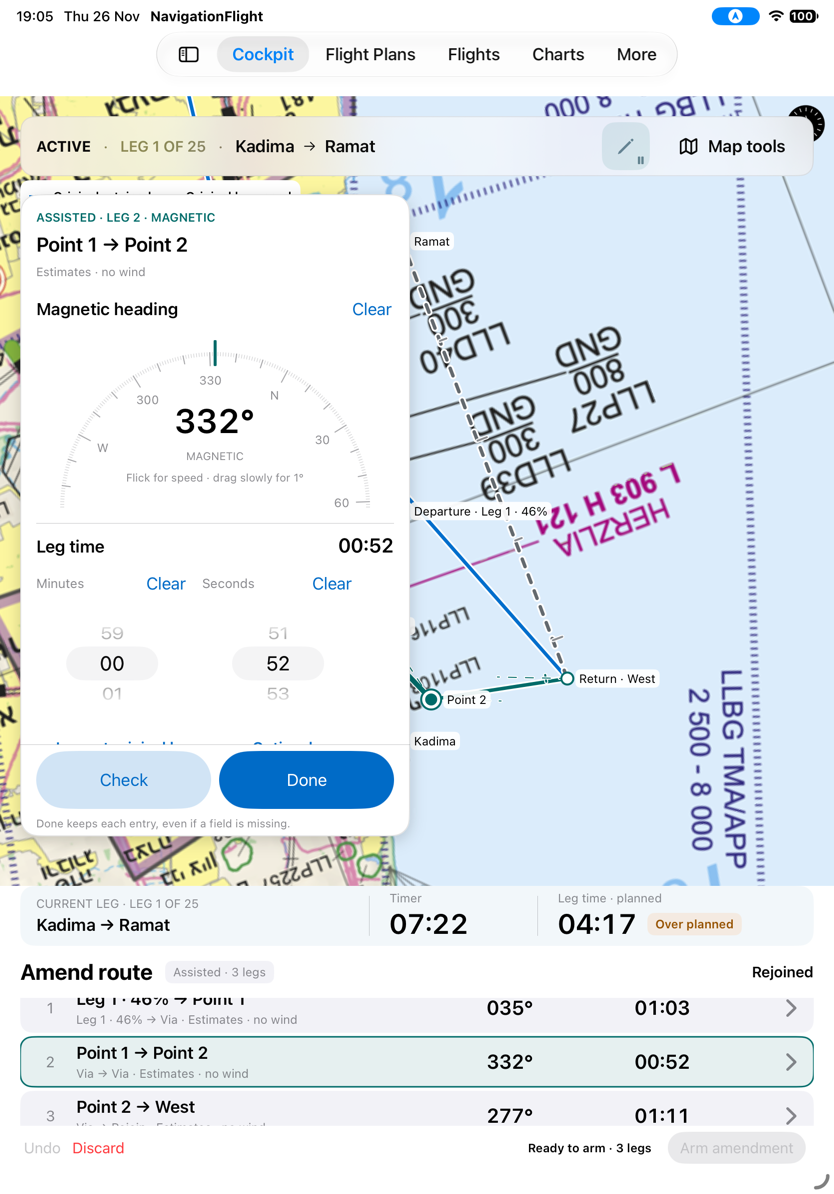 19:05 Thu 26 Nov NavigationFlight
100
Cockpit Flight Plans Flights Charts More
ACTIVE · LEG 1 OF 25 · Kadima → Ramat
Map tools
ASSISTED · LEG 2 · MAGNETIC
Point 1 → Point 2
Estimates · no wind
Magnetic heading Clear
330
300 N
W 30
60
332°
MAGNETIC
Flick for speed · drag slowly for 1°
Leg time 00:52
Minutes Clear Seconds Clear
59 51
00 52
01 53
Check Done
Done keeps each entry, even if a field is missing.
Ramat
GND
300
GND
800
LLP27
GND
300
LLD39
L 903 H 121
HERZLIA
Departure · Leg 1 · 46%
Return · West
Point 2
Kadima
LLBG TMA/APP
2 500 - 8 000
CURRENT LEG · LEG 1 OF 25
Kadima → Ramat
Timer
07:22
Leg time · planned
04:17 Over planned
Amend route Assisted · 3 legs Rejoined
1 Leg 1 · 46% → Point 1 035° 01:03
Leg 1 · 46% → Via · Estimates · no wind
2 Point 1 → Point 2 332° 00:52
Via → Via · Estimates · no wind
3 Point 2 → West 277° 01:11
Undo Discard Ready to arm · 3 legs Arm amendment